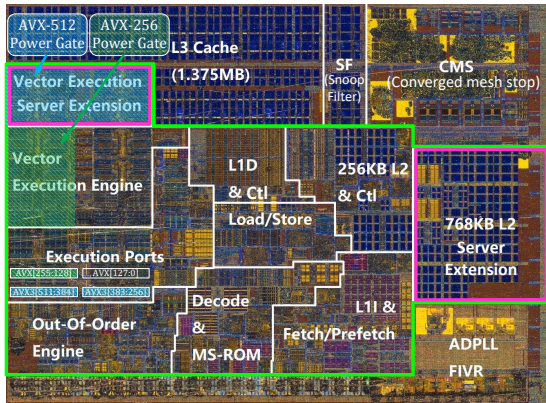 AVX-512
Power Gate
AVX-256
Power Gate
L3 Cache
(1.375MB)
SF
(Snoop
Filter)
CMS
(Converged mesh stop)
Vector Execution
Server Extension
Vector
Execution Engine
L1D
& Ctl
256KB L2
& Ctl
Load/Store
768KB L2
Server
Extension
Execution Ports
AVX[255:128]
AVX[127:0]
AVX3[511:384]
AVX3[383:256]
Out-Of-Order
Engine
Decode
&
MS-ROM
L1I &
Fetch/Prefetch
ADPLL
FIVR